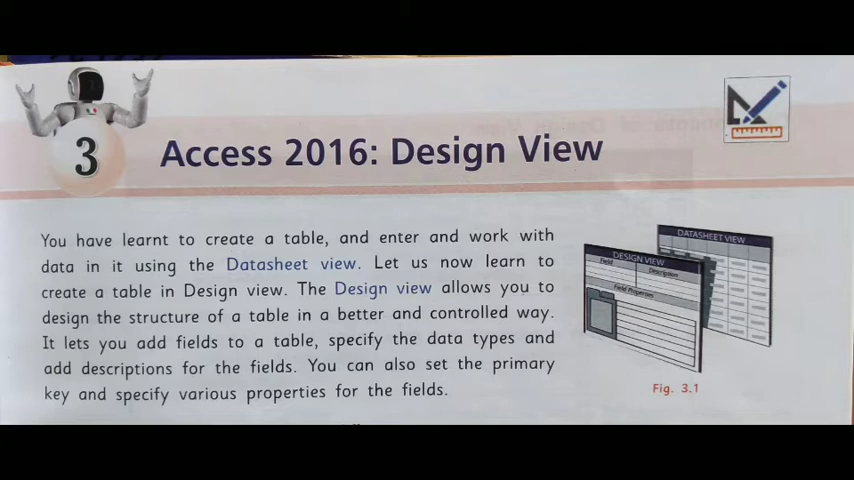 3
Access 2016: Design View
You have learnt to create a table, and enter and work with
data in it using the Datasheet view. Let us now learn to
create a table in Design view. The Design view allows you to
design the structure of a table in a better and controlled way.
It lets you add fields to a table, specify the data types and
add descriptions for the fields. You can also set the primary
key and specify various properties for the fields.
DATASHEET VIEW
DESIGN VIEW
Field
Description
Field Properties
Fig. 3.1